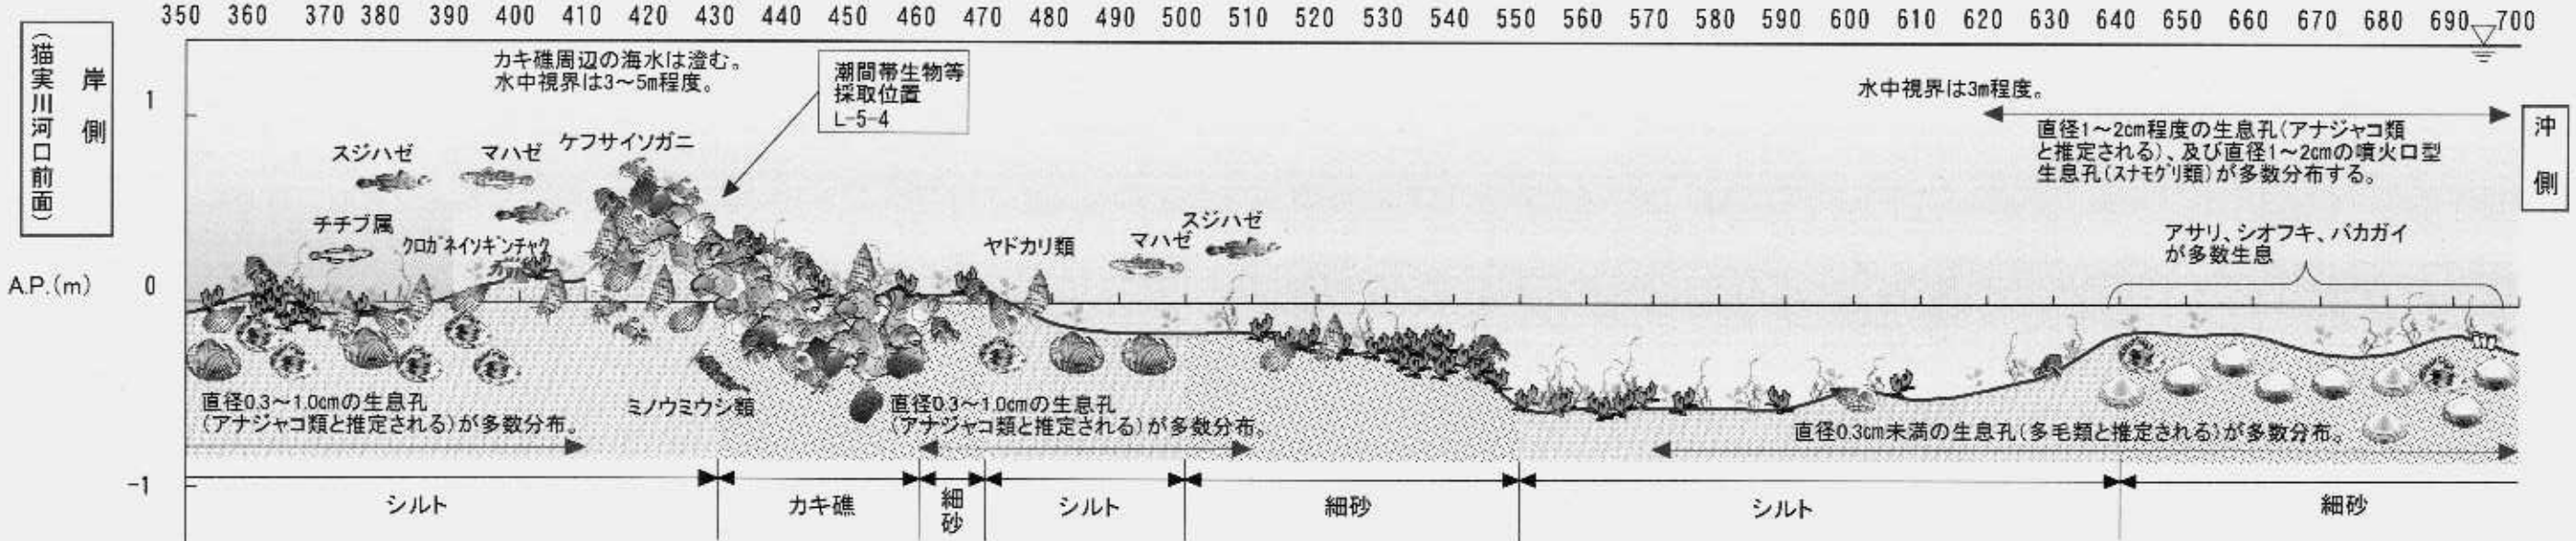 350 360 370 380 390 400 410 420 430 440 450 460 470 480 490 500 510 520 530 540 550 560 570 580 590 600 610 620 630 640 650 660 670 680 690 700
岸側
(猫実川河口前面)
カキ礁周辺の海水は澄む。
水中視界は3～5m程度。
潮間帯生物等
採取位置
L-5-4
水中視界は3m程度。
直径1～2cm程度の生息孔(アナジャコ類
と推定される)、及び直径1～2cmの噴火口型
生息孔(スナモグリ類)が多数分布する。
沖側
1
スジハゼ
マハゼ
ケフサイソガニ
チチブ属
クロガネイソギンチャク
ヤドカリ類
マハゼ
スジハゼ
アサリ、シオフキ、バカガイ
が多数生息
A.P.(m)
0
直径0.3～1.0cmの生息孔
(アナジャコ類と推定される)が多数分布。
ミノウミウシ類
直径0.3～1.0cmの生息孔
(アナジャコ類と推定される)が多数分布。
直径0.3cm未満の生息孔(多毛類と推定される)が多数分布。
-1
シルト
カキ礁
細砂
シルト
細砂
シルト
細砂